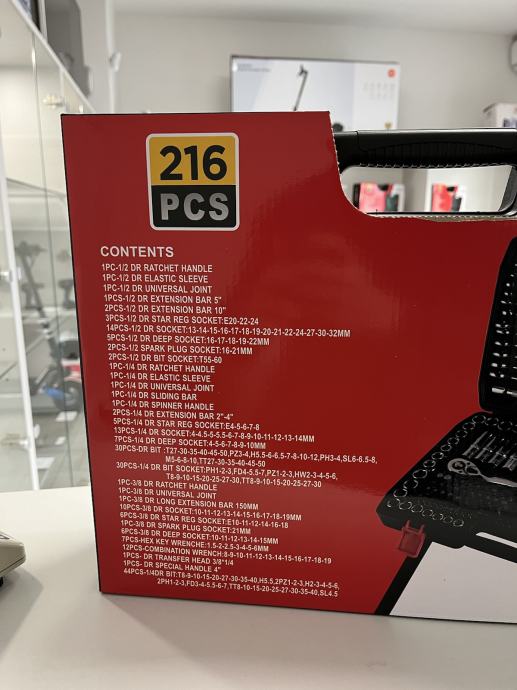 216
PCS
CONTENTS
1PC-1/2 DR RATCHET HANDLE
1PC-1/2 DR ELASTIC SLEEVE
1PC-1/2 DR UNIVERSAL JOINT
1PCS-1/2 DR EXTENSION BAR 5"
2PCS-1/2 DR EXTENSION BAR 10"
3PCS-1/2 DR STAR REG SOCKET:E20-22-24
14PCS-1/2 DR SOCKET:13-14-15-16-17-18-19-20-21-22-24-27-30-32MM
5PCS-1/2 DR DEEP SOCKET:16-17-18-19-22MM
2PCS-1/2 SPARK PLUG SOCKET:16-21MM
2PCS-1/2 DR BIT SOCKET:T55-60
1PC-1/4 DR RATCHET HANDLE
1PC-1/4 DR ELASTIC SLEEVE
1PC-1/4 DR UNIVERSAL JOINT
1PC-1/4 DR SLIDING BAR
1PC-1/4 DR SPINNER HANDLE
2PCS-1/4 DR EXTENSION BAR 2"-4"
5PCS-1/4 DR STAR REG SOCKET:E4-5-6-7-8
13PCS-1/4 DR SOCKET:4-4.5-5-5.5-6-7-8-9-10-11-12-13-14MM
7PCS-1/4 DR DEEP SOCKET:4-5-6-7-8-9-10MM
30PCS-DR BIT :T27-30-35-40-45-50,PZ3-4,H5.5-6-6.5-7-8-10-12,PH3-4,SL6-6.5-8,
M5-6-8-10,TT27-30-35-40-45-50
30PCS-1/4 DR BIT SOCKET:PH1-2-3,FD4-5.5-7,PZ1-2-3,HW2-3-4-5-6,
T8-9-10-15-20-25-27-30,TT8-9-10-15-20-25-27-30
1PC-3/8 DR RATCHET HANDLE
1PC-3/8 DR UNIVERSAL JOINT
1PC-3/8 DR LONG EXTENSION BAR 150MM
10PCS-3/8 DR SOCKET:10-11-12-13-14-15-16-17-18-19MM
6PCS-3/8 DR STAR REG SOCKET:E10-11-12-14-16-18
1PC-3/8 DR SPARK PLUG SOCKET:21MM
6PCS-3/8 DR DEEP SOCKET:10-11-12-13-14-15MM
7PCS-HEX KEY WRENCHE:1.5-2-2.5-3-4-5-6MM
12PCS-COMBINATION WRENCH:8-9-10-11-12-13-14-15-16-17-18-19
1PC- DR TRANSFER HEAD 3/8"1/4
1PCS- DR SPECIAL HANDLE 4"
44PCS-1/4DR BIT:T8-9-10-15-20-27-30-35-40,H5.5,2PZ1-2-3,H2-3-4-5-6,
2PH1-2-3,FD3-4-5.5-6-7,TT8-10-15-20-25-27-30-35-40,SL4.5